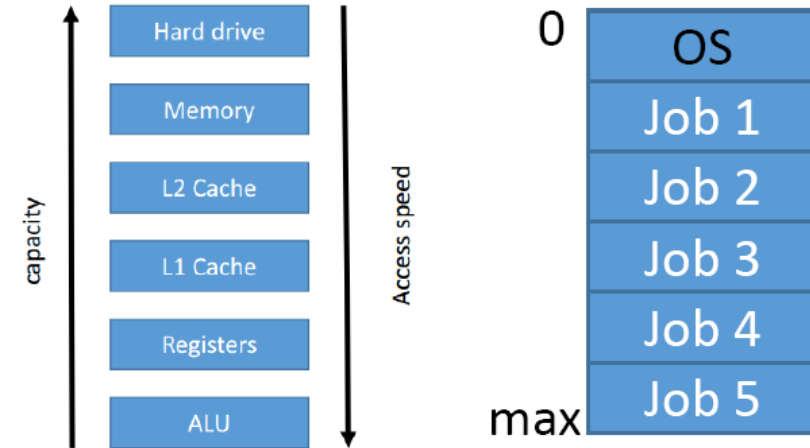 Hard drive
Memory
L2 Cache
L1 Cache
Registers
ALU
capacity
Access speed
0
OS
Job 1
Job 2
Job 3
Job 4
Job 5
max